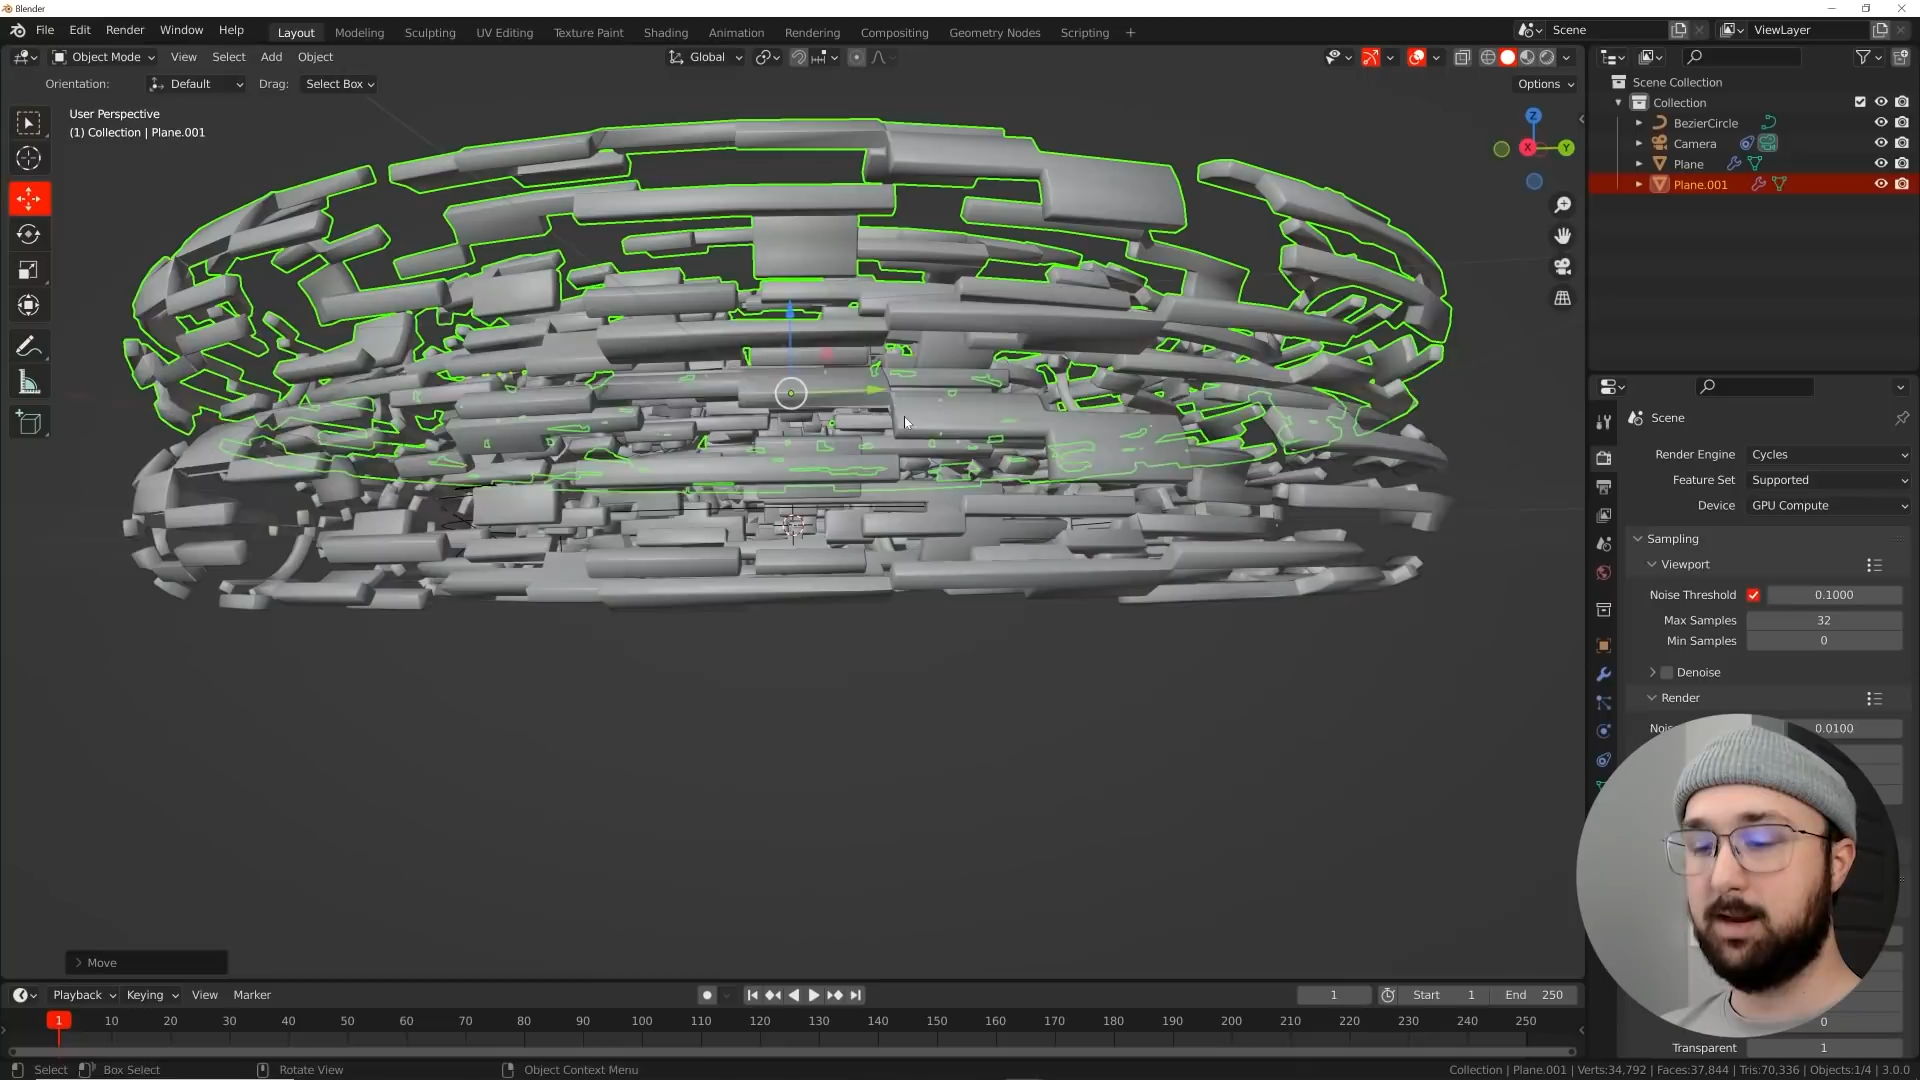 Blender
File Edit Render Window Help
Layout Modeling Sculpting UV Editing Texture Paint Shading Animation Rendering Compositing Geometry Nodes Scripting +
Scene
ViewLayer
Object Mode View Select Add Object
Global
Orientation: Default Drag: Select Box
Options
User Perspective
(1) Collection | Plane.001
Z
X
Y
Scene Collection
Collection
BezierCircle
Camera
Plane
Plane.001
Scene
Render Engine Cycles
Feature Set Supported
Device GPU Compute
Sampling
Viewport
Noise Threshold 0.1000
Max Samples 32
Min Samples 0
Denoise
Render
0.0100
0
Transparent 1
Move
Playback Keying View Marker
1
Start 1
End 250
1 10 20 30 40 50 60 70 80 90 100 110 120 130 140 150 160 170 180 190 200 210 220 230 240 250
Select Box Select Rotate View Object Context Menu
Collection | Plane.001 | Verts:34,792 | Faces:37,844 | Tris:70,336 | Objects:1/4 | 3.0.0